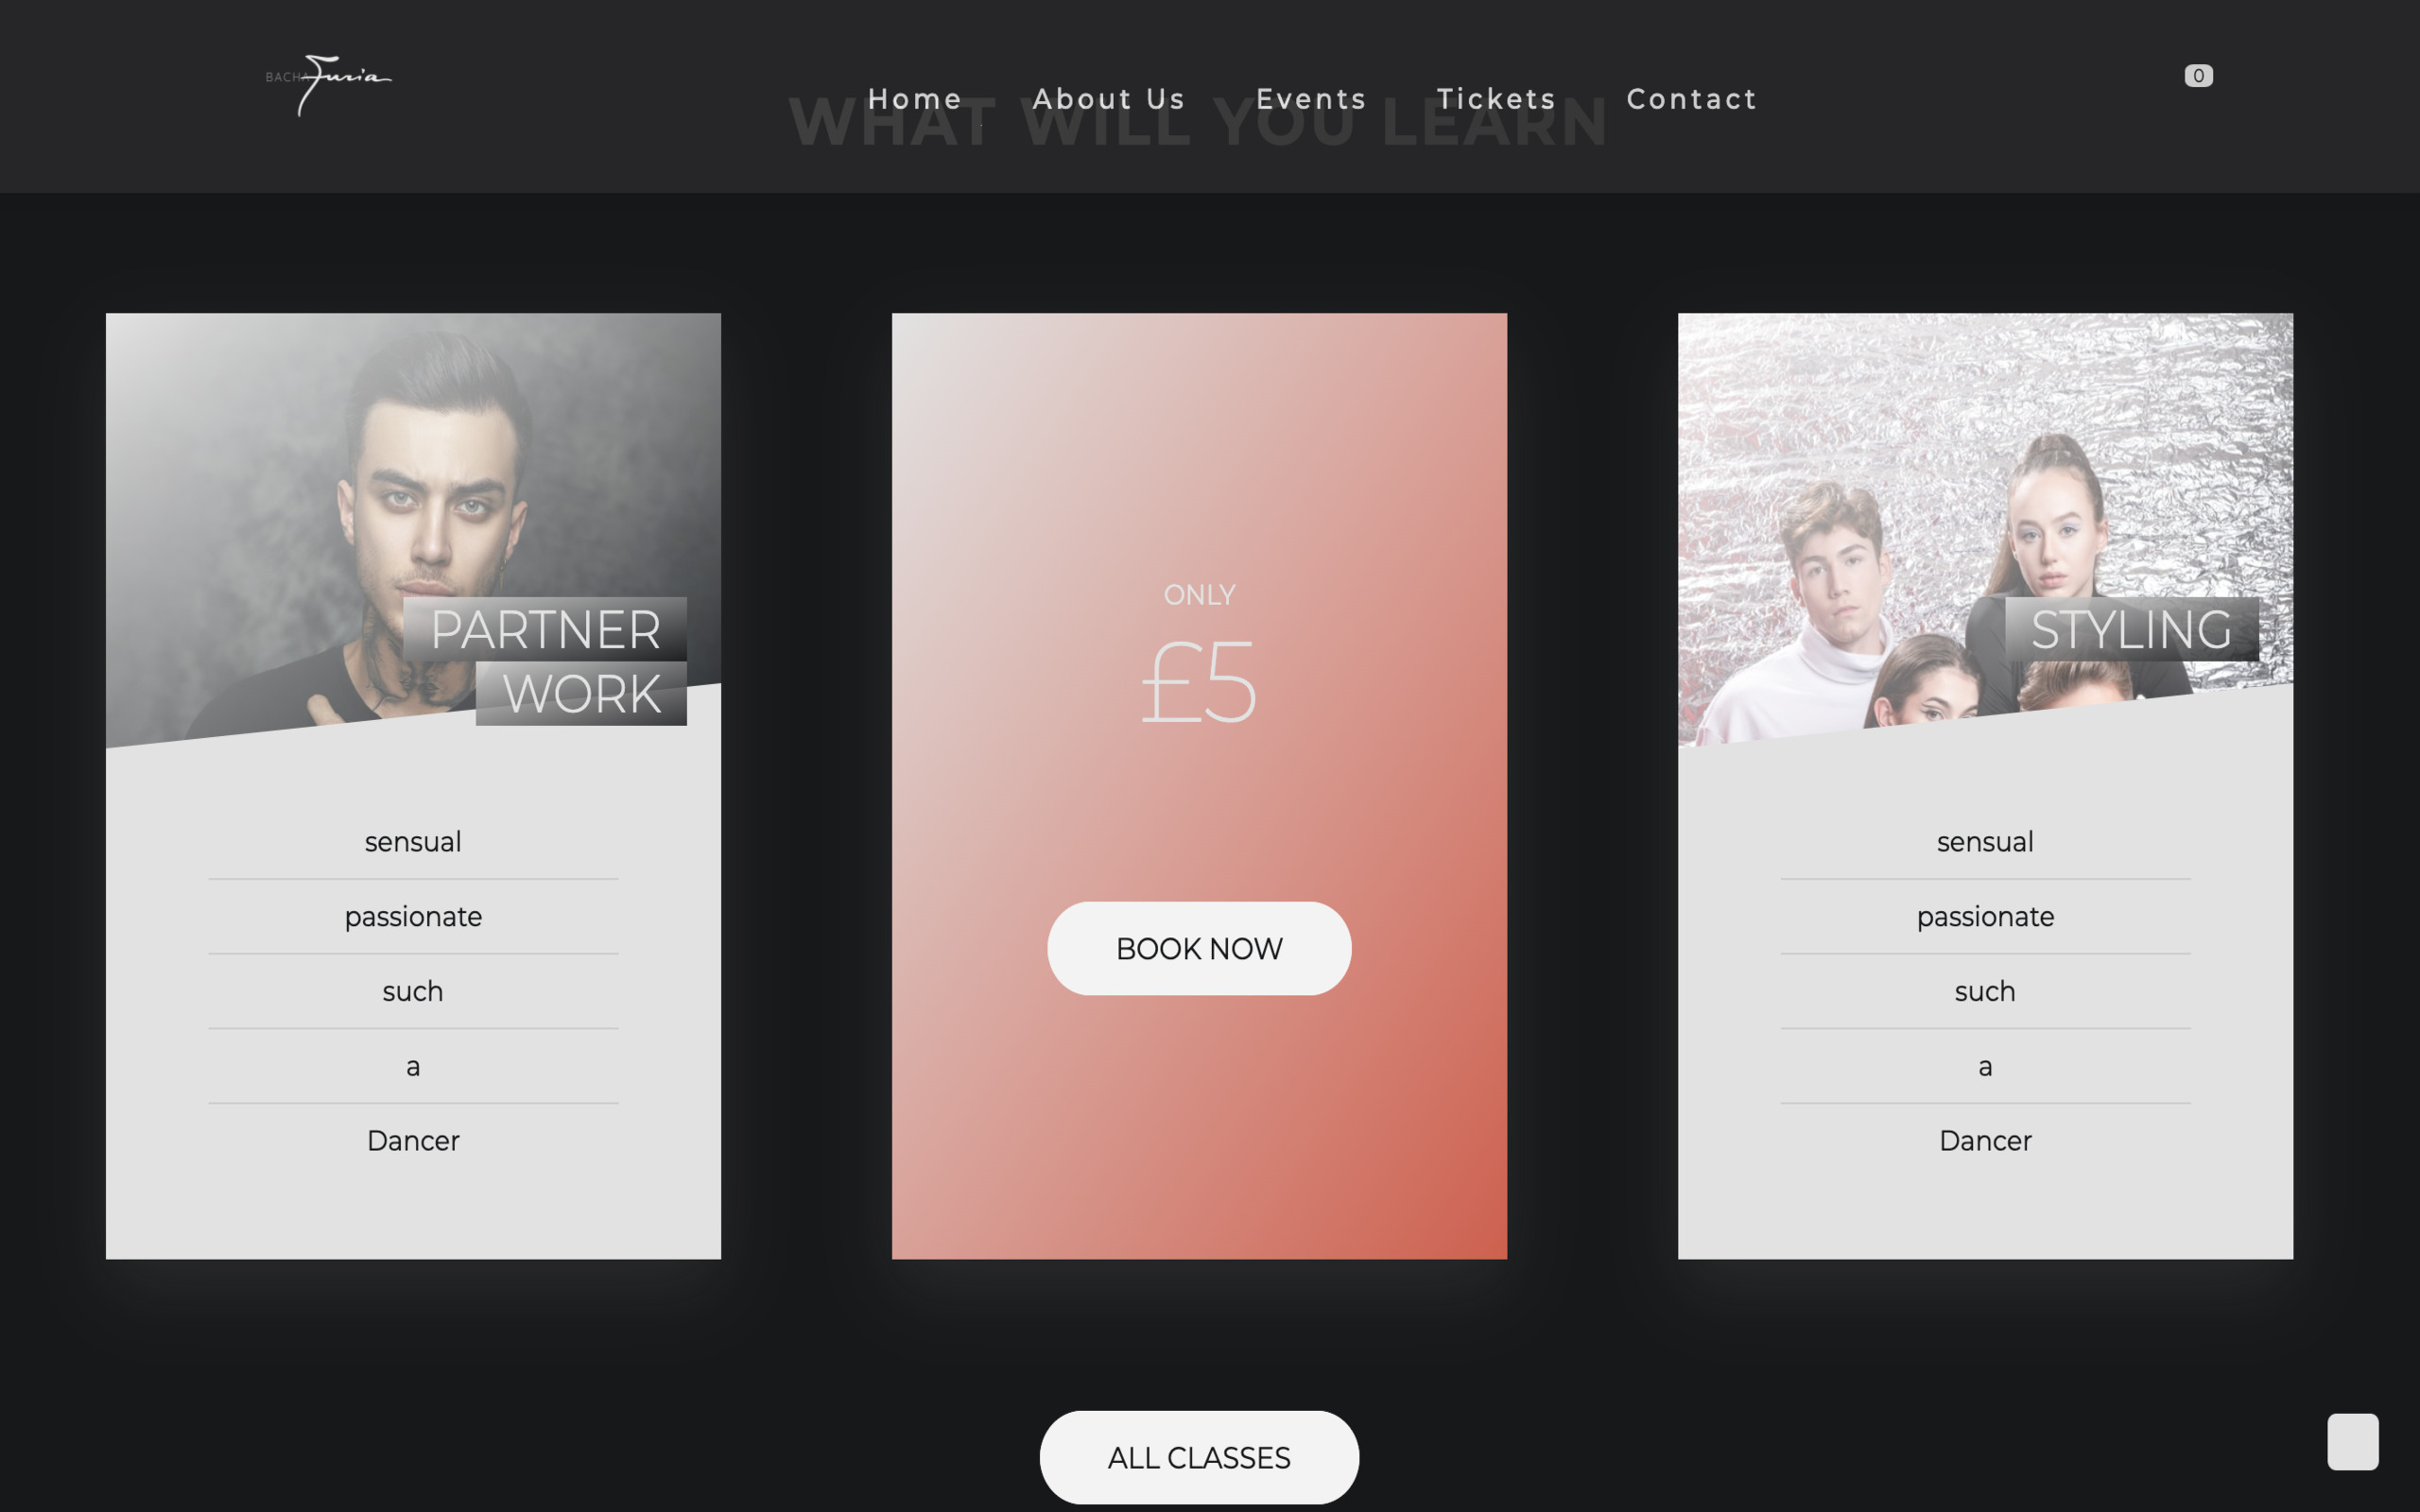 BACHA Furia
Home About Us Events Tickets Contact
0
WHAT WILL YOU LEARN
PARTNER
WORK
sensual
passionate
such
a
Dancer
ONLY
£5
BOOK NOW
STYLING
sensual
passionate
such
a
Dancer
ALL CLASSES